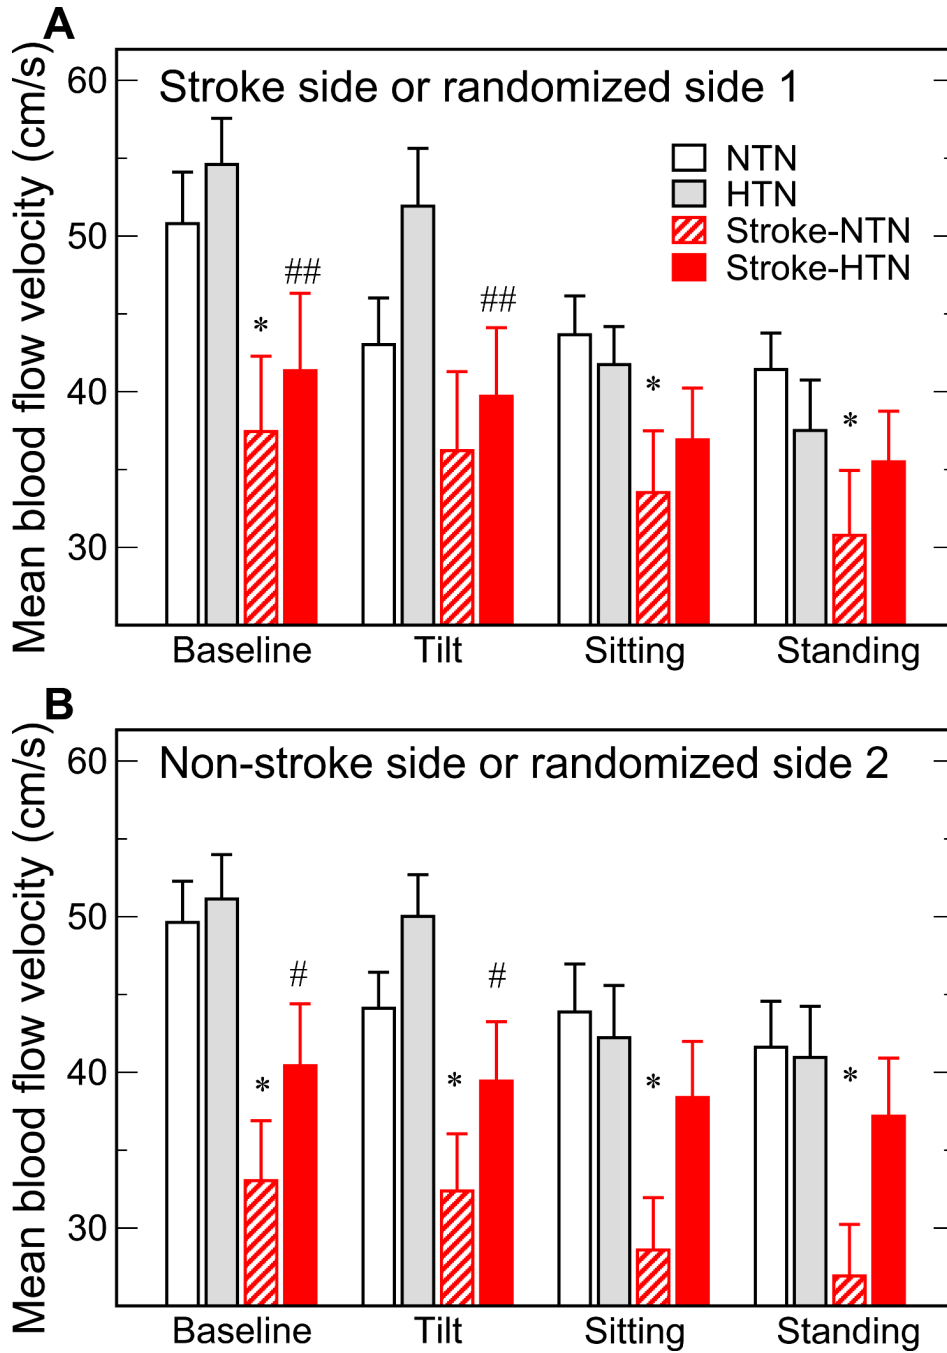 A
Mean blood flow velocity (cm/s)
60
50
40
30
Stroke side or randomized side 1
NTN
HTN
Stroke-NTN
Stroke-HTN
*
##
##
*
*
Baseline Tilt Sitting Standing
B
Mean blood flow velocity (cm/s)
60
50
40
30
Non-stroke side or randomized side 2
*
#
*
#
*
*
Baseline Tilt Sitting Standing